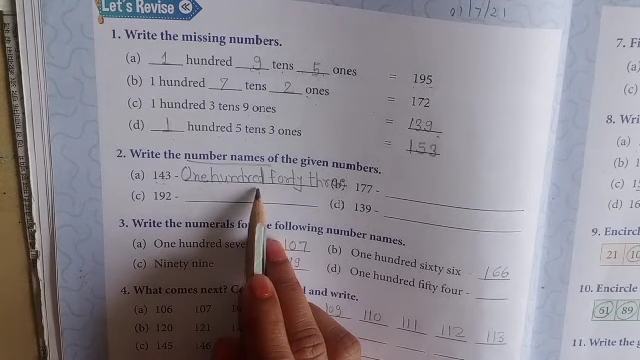 Let's Revise
01/7/21
1. Write the missing numbers.
(a) 1 hundred 9 tens 5 ones = 195
(b) 1 hundred 7 tens 2 ones = 172
(c) 1 hundred 3 tens 9 ones = 139
(d) 1 hundred 5 tens 3 ones = 153
2. Write the number names of the given numbers.
(a) 143 - One hundred forty three (b) 177 -
(c) 192 - (d) 139 -
3. Write the numerals for the following number names.
(a) One hundred seve 107 (b) One hundred sixty six - 166
(c) Ninety nine (d) One hundred fifty four -
4. What comes next? and write.
(a) 106 107 109 110 111 112 113
(b) 120 121
(c) 145 146
7. Fi
(a)
(c)
8. Wri
(a)
(c) 1
(d) 16
9. Encircl
21
10. Encircle
61 89
11. Write the